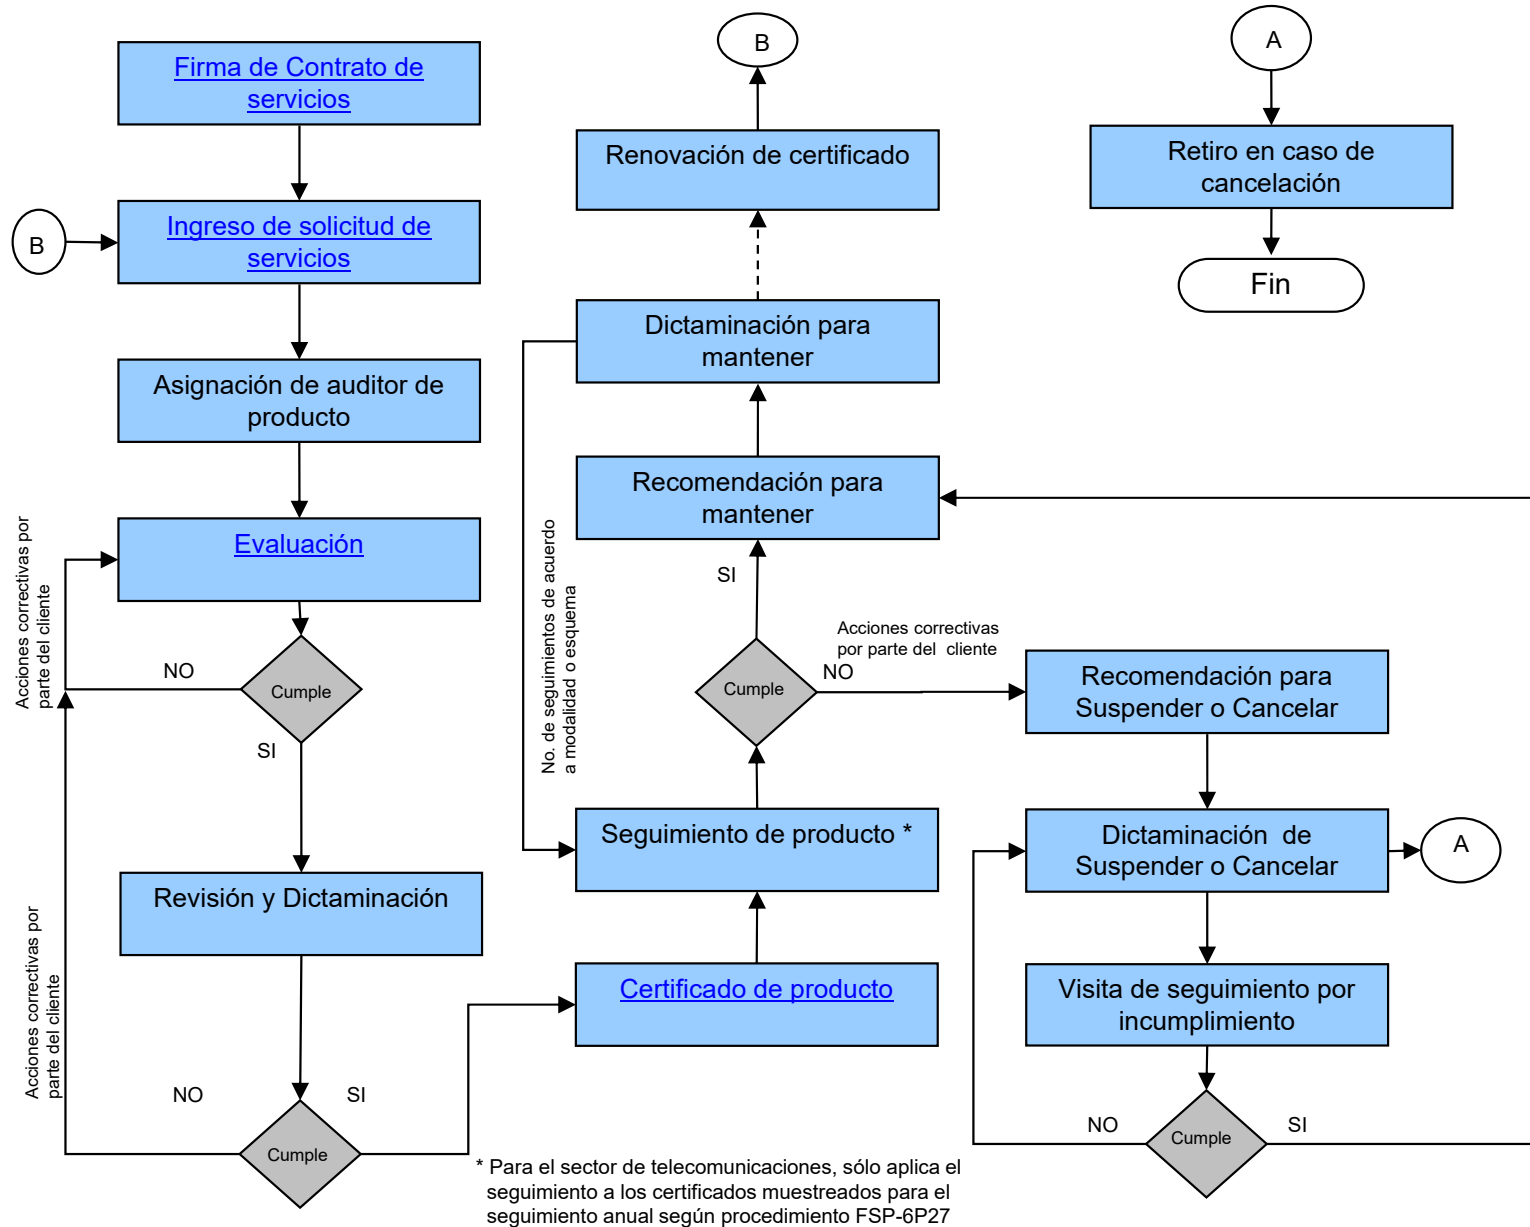 Firma de Contrato de
servicios
B
Ingreso de solicitud de
servicios
Asignación de auditor de
producto
Evaluación
Acciones correctivas por
parte del cliente
NO
Cumple
SI
Revisión y Dictaminación
Acciones correctivas por
parte del cliente
NO
SI
Cumple
B
Renovación de certificado
Dictaminación para
mantener
Recomendación para
mantener
No. de seguimientos de acuerdo
a modalidad o esquema
SI
Acciones correctivas
por parte del cliente
NO
Cumple
Seguimiento de producto *
Certificado de producto
* Para el sector de telecomunicaciones, sólo aplica el
seguimiento a los certificados muestreados para el
seguimiento anual según procedimiento FSP-6P27
A
Retiro en caso de
cancelación
Fin
Recomendación para
Suspender o Cancelar
Dictaminación de
Suspender o Cancelar
A
Visita de seguimiento por
incumplimiento
NO
Cumple
SI